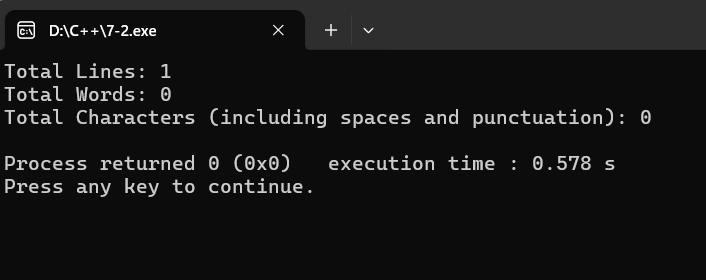 D:\C++\7-2.exe
Total Lines: 1
Total Words: 0
Total Characters (including spaces and punctuation): 0
Process returned 0 (0x0)   execution time : 0.578 s
Press any key to continue.